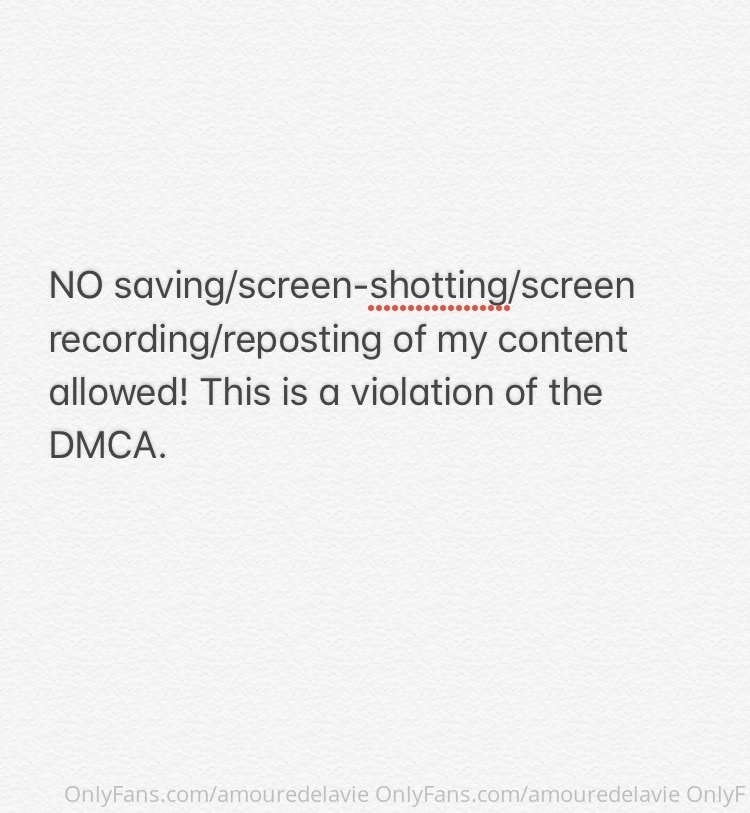 NO saving/screen-shotting/screen
recording/reposting of my content
allowed! This is a violation of the
DMCA.
OnlyFans.com/amouredelavie OnlyFans.com/amouredelavie OnlyF